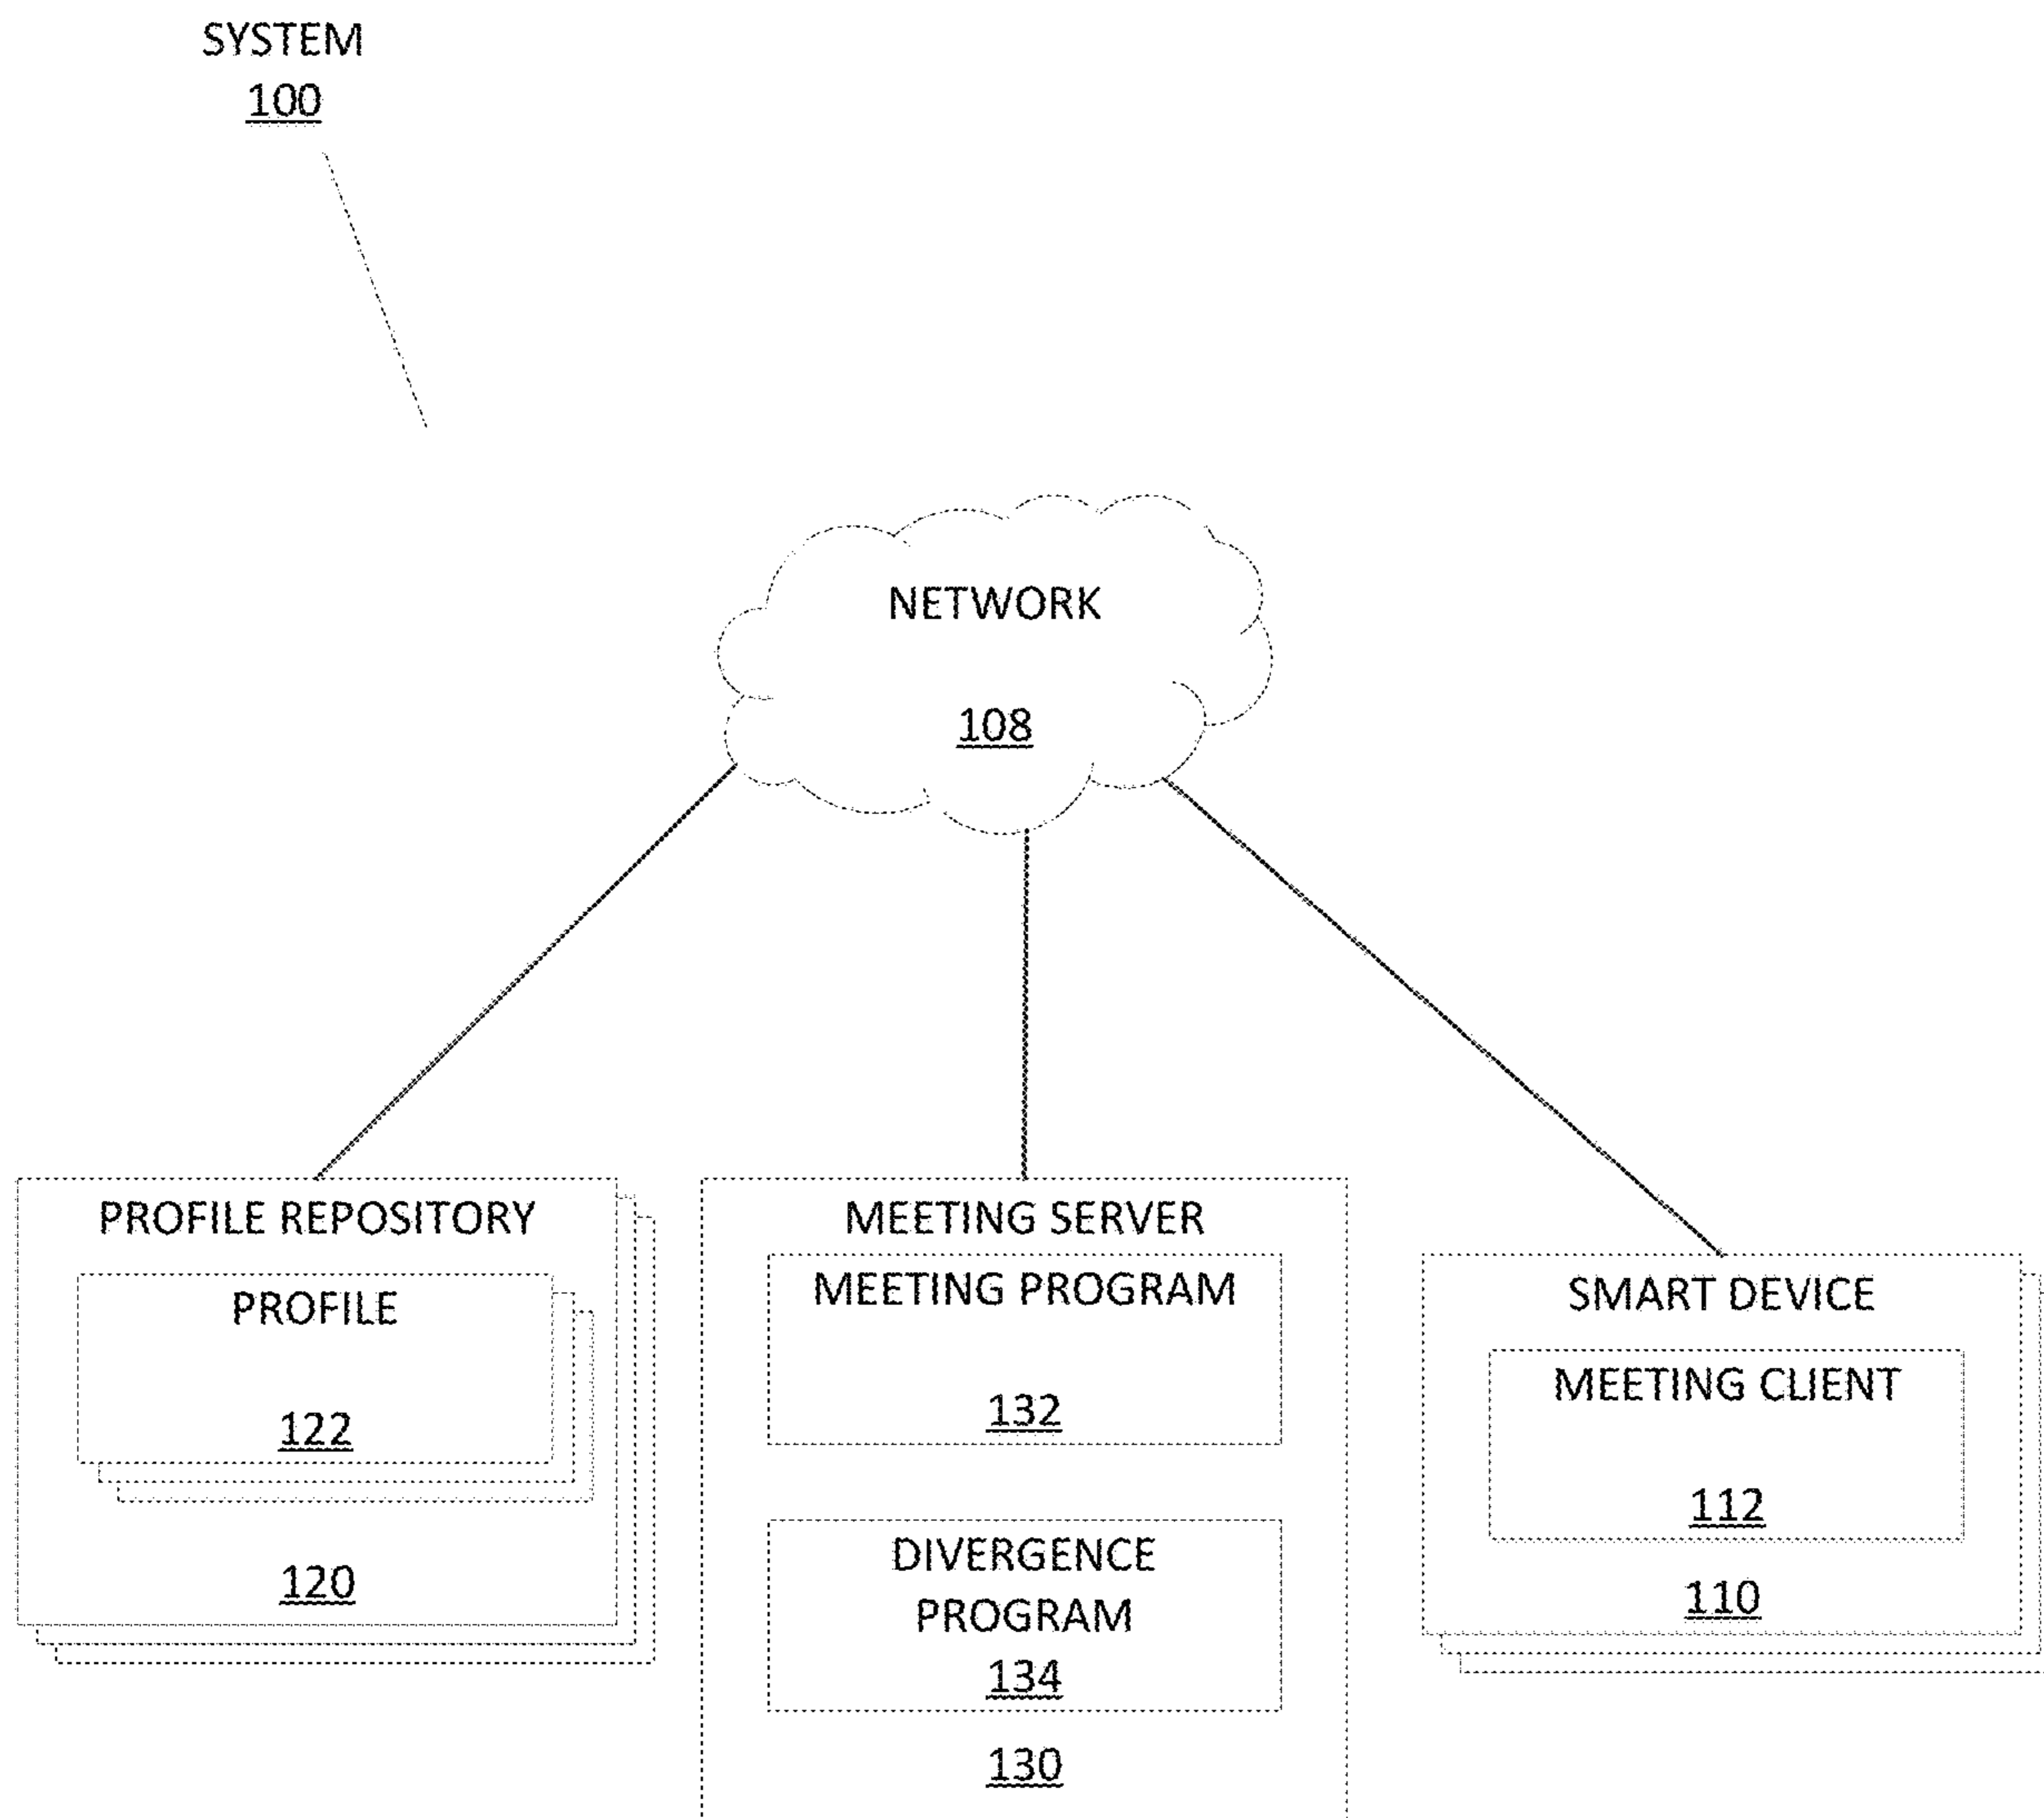 SYSTEM
100
NETWORK
108
PROFILE REPOSITORY
PROFILE
122
120
MEETING SERVER
MEETING PROGRAM
132
DIVERGENCE
PROGRAM
134
130
SMART DEVICE
MEETING CLIENT
112
110